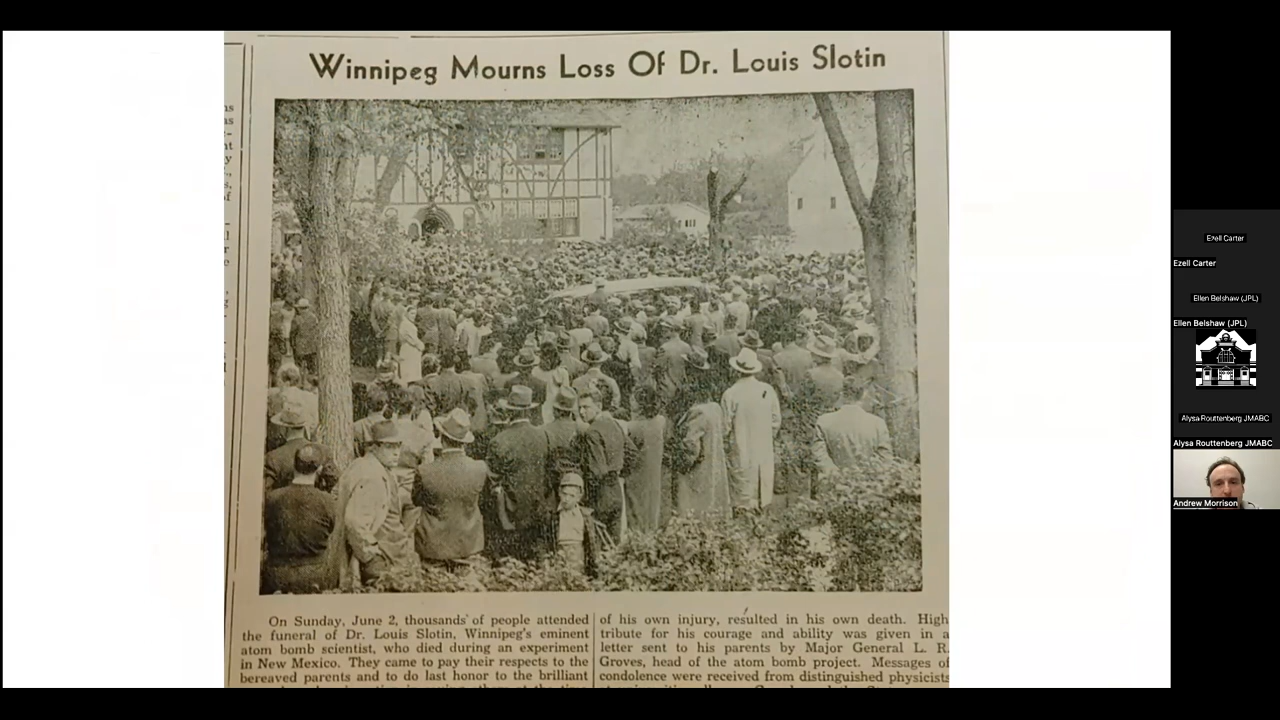 Winnipeg Mourns Loss Of Dr. Louis Slotin
On Sunday, June 2, thousands of people attended
the funeral of Dr. Louis Slotin, Winnipeg's eminent
atom bomb scientist, who died during an experiment
in New Mexico. They came to pay their respects to the
bereaved parents and to do last honor to the brilliant
of his own injury, resulted in his own death. High
tribute for his courage and ability was given in a
letter sent to his parents by Major General L. R.
Groves, head of the atom bomb project. Messages of
condolence were received from distinguished physicists
Ezell Carter
Ezell Carter
Ellen Belshaw (JPL)
Ellen Belshaw (JPL)
Alysa Routtenberg JMABC
Alysa Routtenberg JMABC
Andrew Morrison